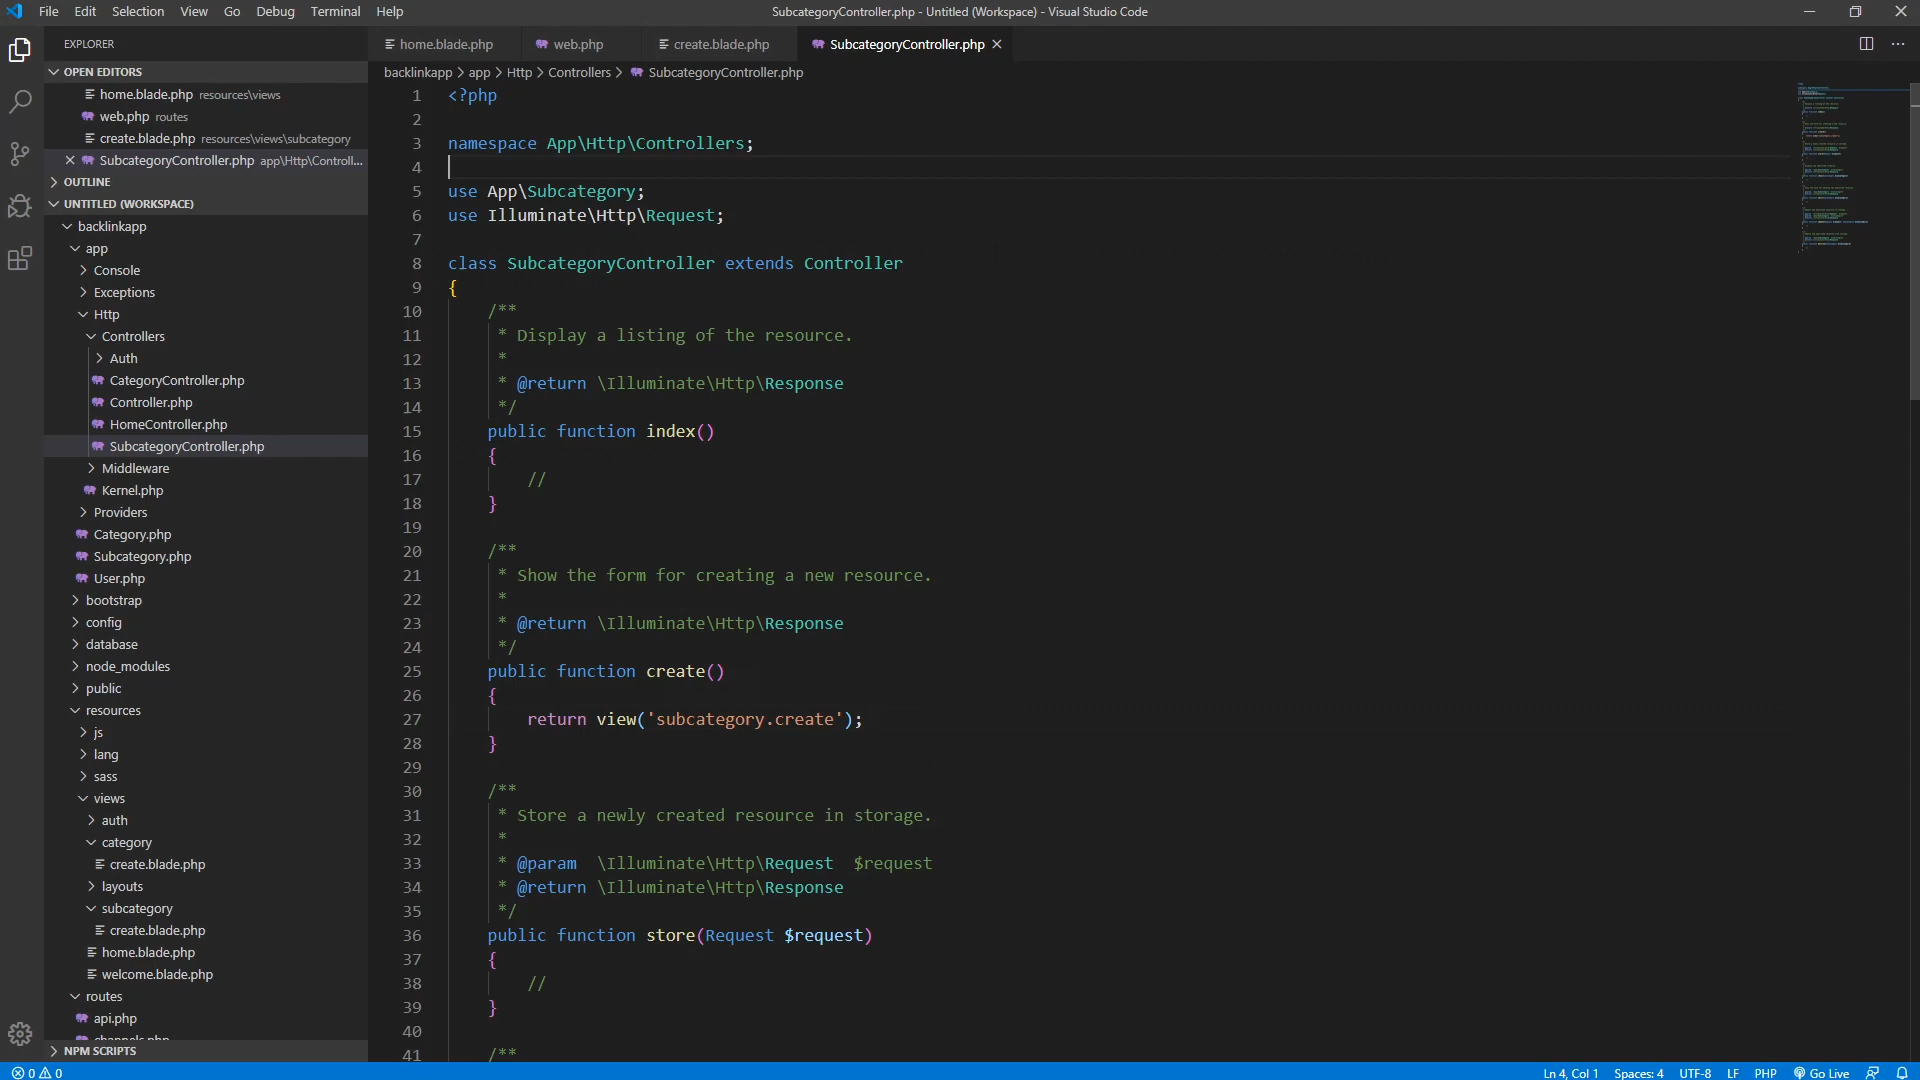 File Edit Selection View Go Debug Terminal Help
SubcategoryController.php - Untitled (Workspace) - Visual Studio Code
EXPLORER
OPEN EDITORS
home.blade.php resources\views
web.php routes
create.blade.php resources\views\subcategory
SubcategoryController.php app\Http\Controll...
OUTLINE
UNTITLED (WORKSPACE)
backlinkapp
app
Console
Exceptions
Http
Controllers
Auth
CategoryController.php
Controller.php
HomeController.php
SubcategoryController.php
Middleware
Kernel.php
Providers
Category.php
Subcategory.php
User.php
bootstrap
config
database
node_modules
public
resources
js
lang
sass
views
auth
category
create.blade.php
layouts
subcategory
create.blade.php
home.blade.php
welcome.blade.php
routes
api.php
channels.php
NPM SCRIPTS
home.blade.php web.php create.blade.php SubcategoryController.php
backlinkapp > app > Http > Controllers > SubcategoryController.php
1 <?php
2
3 namespace App\Http\Controllers;
4
5 use App\Subcategory;
6 use Illuminate\Http\Request;
7
8 class SubcategoryController extends Controller
9 {
10     /**
11      * Display a listing of the resource.
12      *
13      * @return \Illuminate\Http\Response
14      */
15     public function index()
16     {
17         //
18     }
19
20     /**
21      * Show the form for creating a new resource.
22      *
23      * @return \Illuminate\Http\Response
24      */
25     public function create()
26     {
27         return view('subcategory.create');
28     }
29
30     /**
31      * Store a newly created resource in storage.
32      *
33      * @param  \Illuminate\Http\Request  $request
34      * @return \Illuminate\Http\Response
35      */
36     public function store(Request $request)
37     {
38         //
39     }
40
41     /**
0 0
Ln 4, Col 1 Spaces: 4 UTF-8 LF PHP Go Live